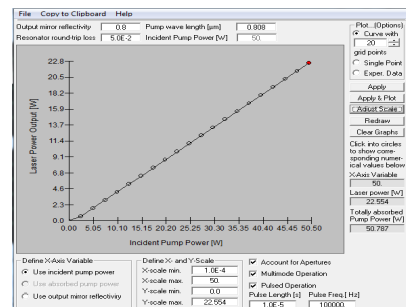 File Copy to Clipboard Help
Output mirror reflectivity 0.8 Pump wave length [µm] 0.808
Resonator round-trip loss 5.0E-2 Incident Pump Power [W] 50.
Plot...(Options)
Curve with
20
grid points
Single Point
Exper. Data
Apply
Apply & Plot
Adjust Scale
Redraw
Clear Graphs
Click into circles
to show corre-
sponding numer-
ical values below
X-Axis Variable
50.
Laser power [W]
22.554
Totally absorbed
Pump Power [W]
50.787
Laser Power Output [W]
22.8
20.5
18.2
16.0
13.7
11.4
9.1
6.8
4.6
2.3
0.0
0.00 5.05 10.10 15.15 20.20 25.25 30.30 35.35 40.40 45.45 50.50
Incident Pump Power [W]
Define X-Axis Variable
Use incident pump power
Use absorbed pump power
Use output mirror reflectivity
Define X- and Y-Scale
X-scale min. 1.0E-4
X-scale max. 50.
Y-scale min. 0.0
Y-scale max. 22.554
Account for Apertures
Multimode Operation
Pulsed Operation
Pulse Length [s] Pulse Freq.[ Hz]
1.0E-5 100000.